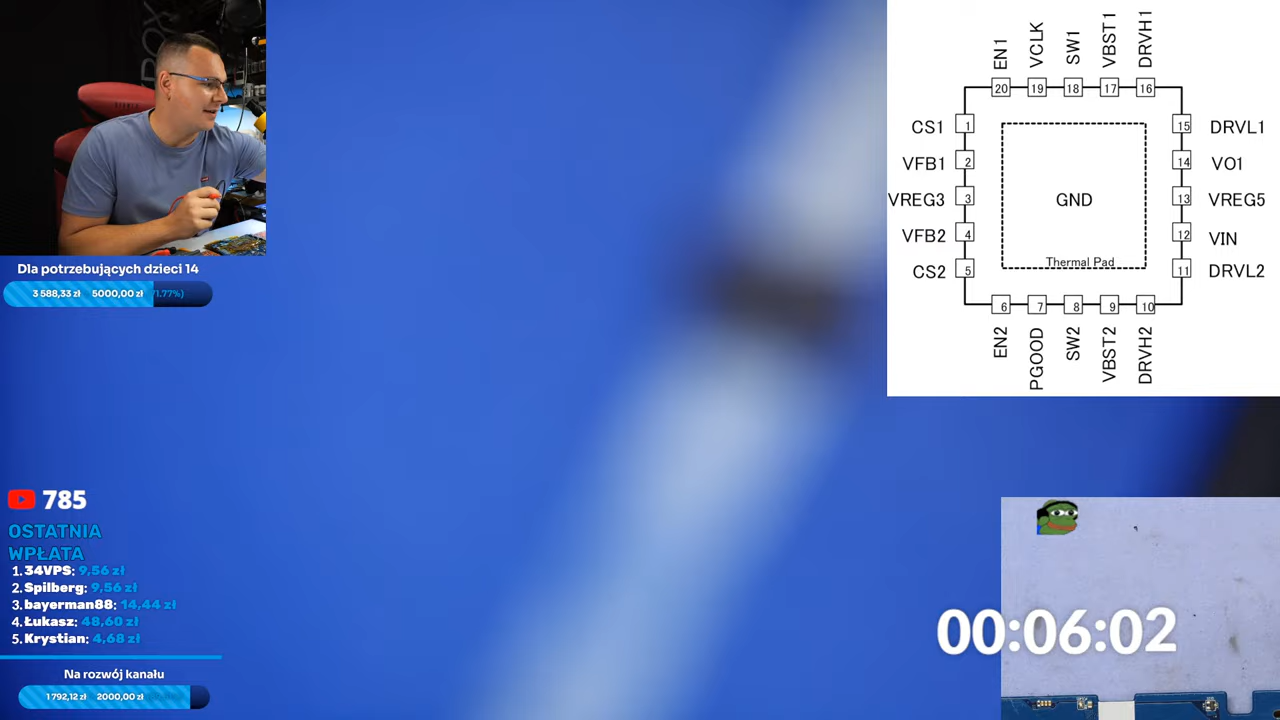 BOX
Dla potrzebujących dzieci 14
3 588,33 zł 5000,00 zł 71.77%)
785
OSTATNIA
WPŁATA
1. 34VPS: 9,56 zł
2. Spilberg: 9,56 zł
3. bayerman88: 14,44 zł
4. Łukasz: 48,60 zł
5. Krystian: 4,68 zł
Na rozwój kanału
1 792,12 zł 2000,00 zł
EN1 VCLK SW1 VBST1 DRVH1
20 19 18 17 16
CS1 1 15 DRVL1
VFB1 2 14 VO1
VREG3 3 13 VREG5
GND
VFB2 4 12 VIN
Thermal Pad
CS2 5 11 DRVL2
6 7 8 9 10
EN2 PGOOD SW2 VBST2 DRVH2
00:06:02